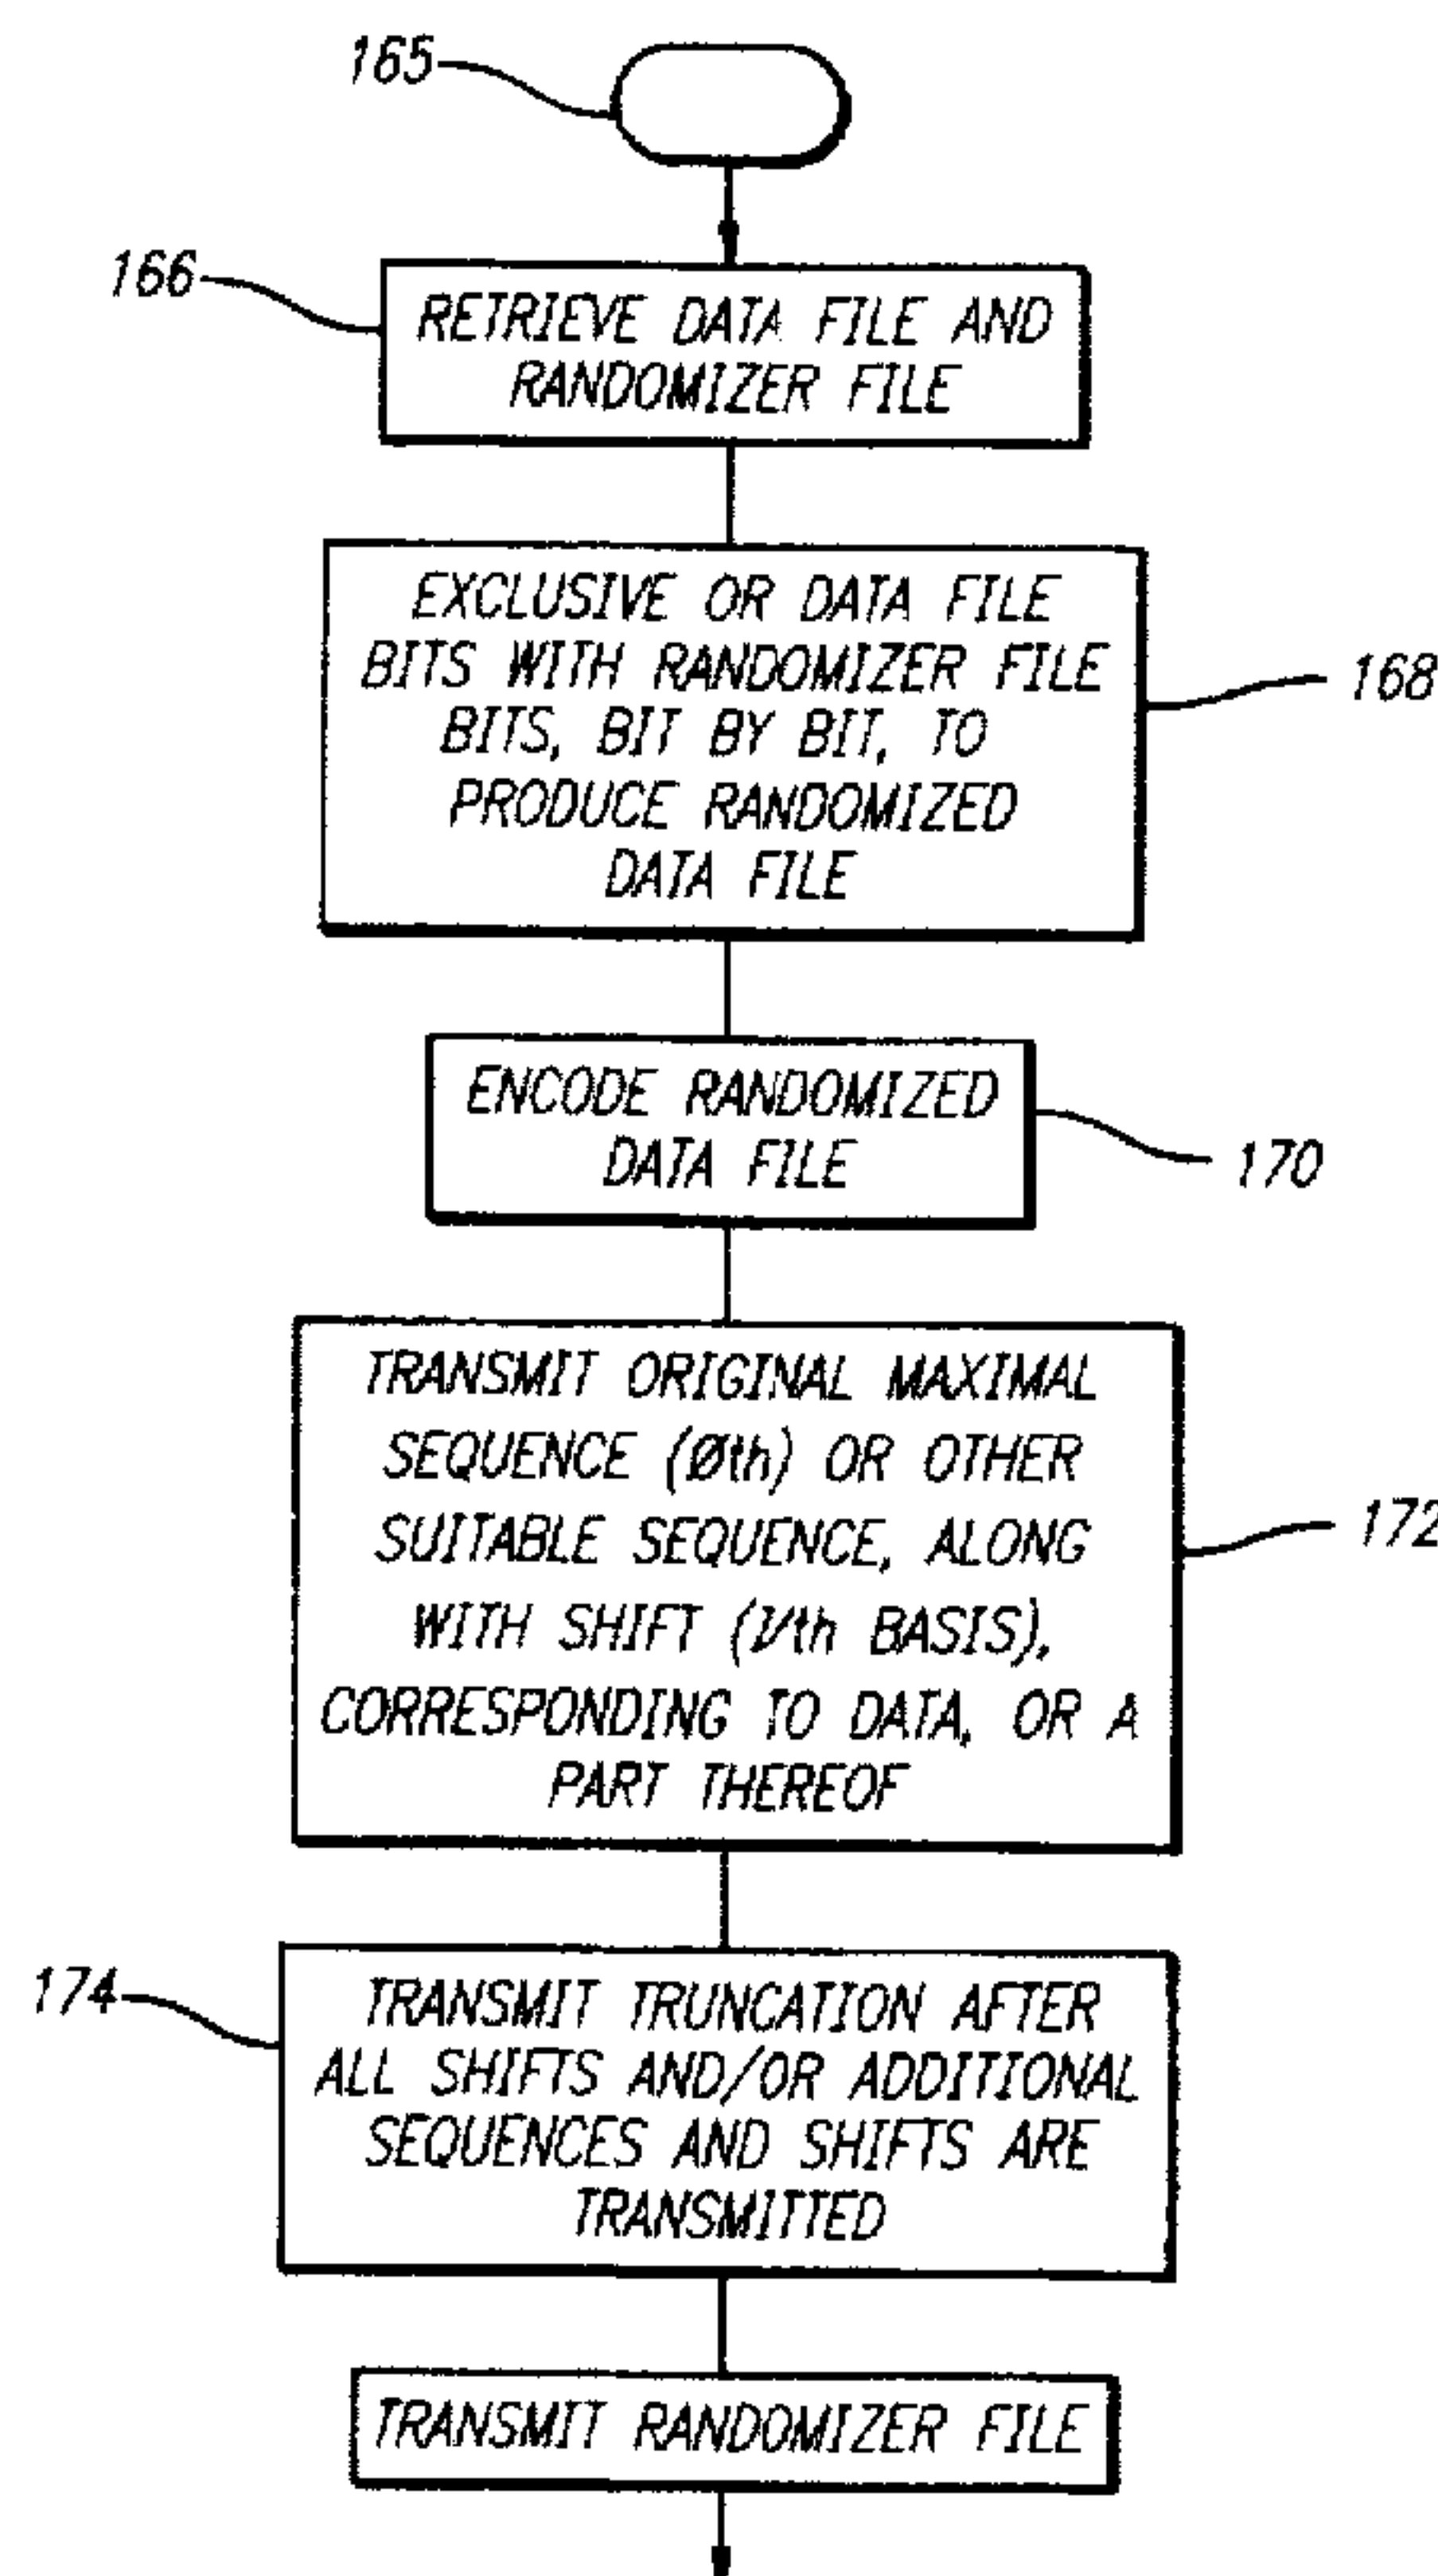 165
166
RETRIEVE DATA FILE AND
RANDOMIZER FILE
EXCLUSIVE OR DATA FILE
BITS WITH RANDOMIZER FILE
BITS, BIT BY BIT, TO
PRODUCE RANDOMIZED
DATA FILE
168
ENCODE RANDOMIZED
DATA FILE
170
TRANSMIT ORIGINAL MAXIMAL
SEQUENCE (Øth) OR OTHER
SUITABLE SEQUENCE, ALONG
WITH SHIFT (νth BASIS),
CORRESPONDING TO DATA, OR A
PART THEREOF
172
174
TRANSMIT TRUNCATION AFTER
ALL SHIFTS AND/OR ADDITIONAL
SEQUENCES AND SHIFTS ARE
TRANSMITTED
TRANSMIT RANDOMIZER FILE